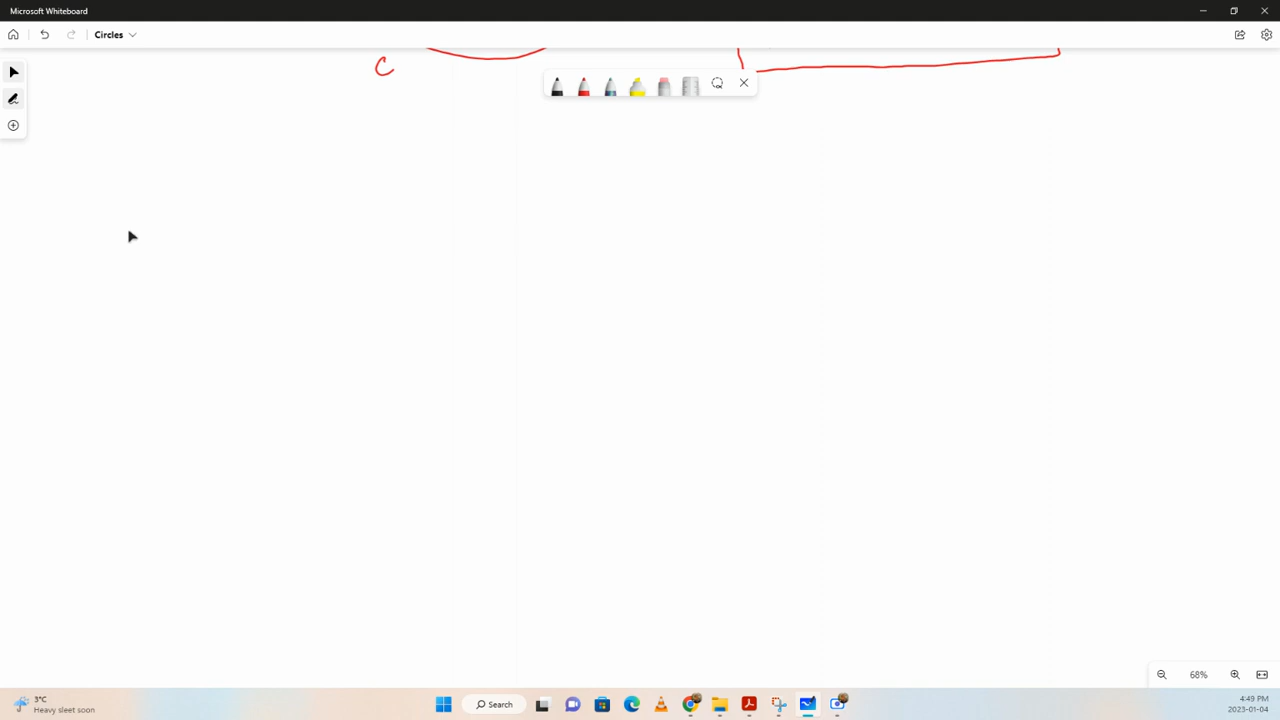 Microsoft Whiteboard
Circles
C
68%
3°C
Heavy sleet soon
Search
4:49 PM
2023-01-04